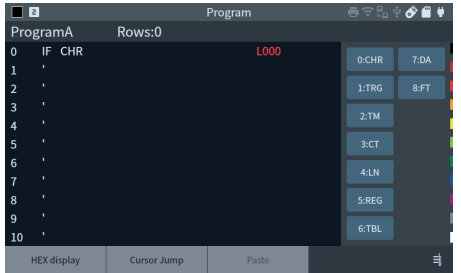 2 Program
ProgramA Rows:0
0 IF CHR L000
1 '
2 '
3 '
4 '
5 '
6 '
7 '
8 '
9 '
10 '
0:CHR 7:DA
1:TRG 8:FT
2:TM
3:CT
4:LN
5:REG
6:TBL
HEX display Cursor Jump Paste